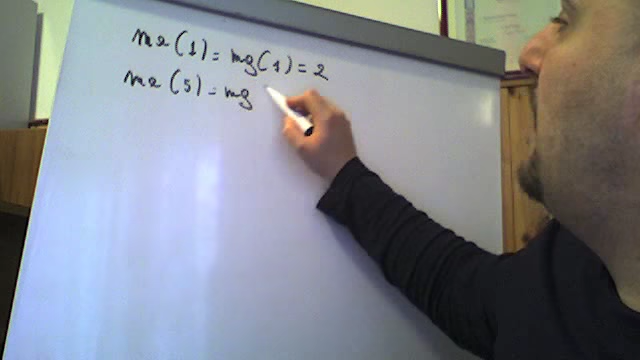 ma(1) = mg(1) = 2
ma(5) = mg